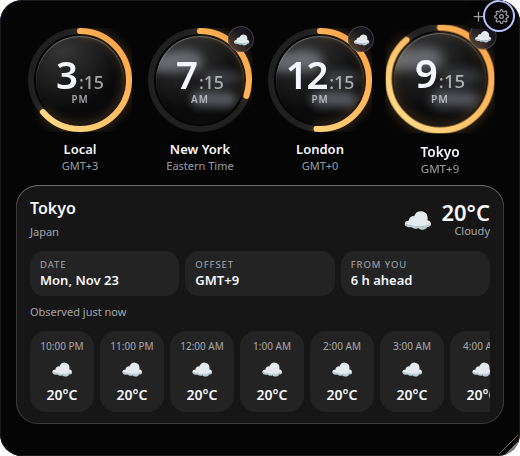 3:15
PM
7:15
AM
12:15
PM
9:15
PM
Local
GMT+3
New York
Eastern Time
London
GMT+0
Tokyo
GMT+9
Tokyo
Japan
20°C
Cloudy
DATE
Mon, Nov 23
OFFSET
GMT+9
FROM YOU
6 h ahead
Observed just now
10:00 PM 11:00 PM 12:00 AM 1:00 AM 2:00 AM 3:00 AM 4:00 A
20°C 20°C 20°C 20°C 20°C 20°C 20°